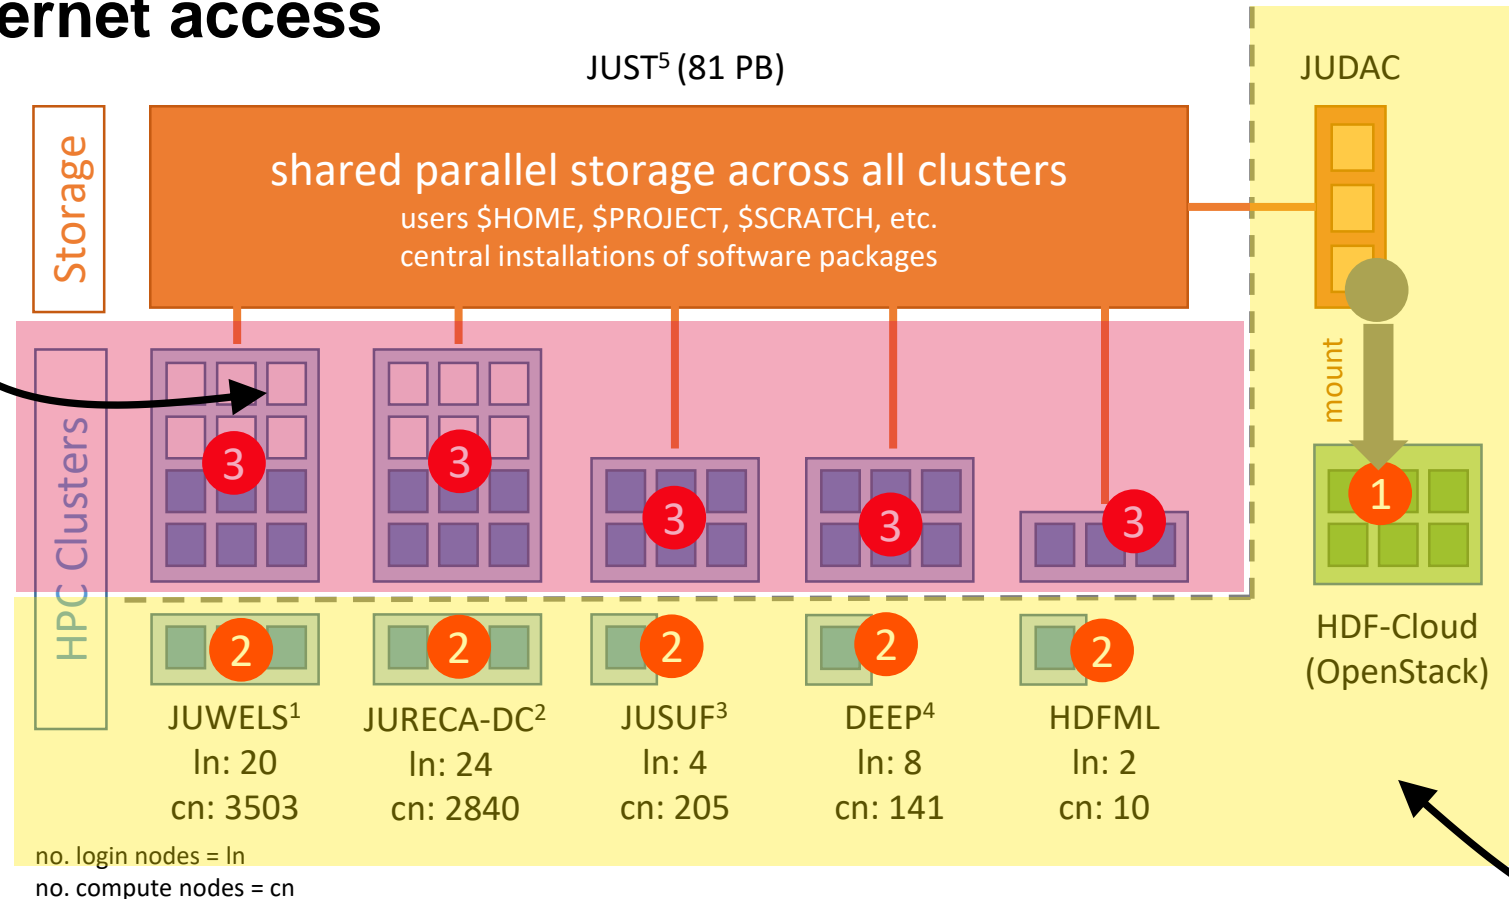 ernet access
JUST⁵ (81 PB)
JUDAC
Storage
shared parallel storage across all clusters
users $HOME, $PROJECT, $SCRATCH, etc.
central installations of software packages
mount
HPC Clusters
3
3
3
3
3
1
2
2
2
2
2
HDF-Cloud
(OpenStack)
JUWELS¹
ln: 20
cn: 3503
JURECA-DC²
ln: 24
cn: 2840
JUSUF³
ln: 4
cn: 205
DEEP⁴
ln: 8
cn: 141
HDFML
ln: 2
cn: 10
no. login nodes = ln
no. compute nodes = cn